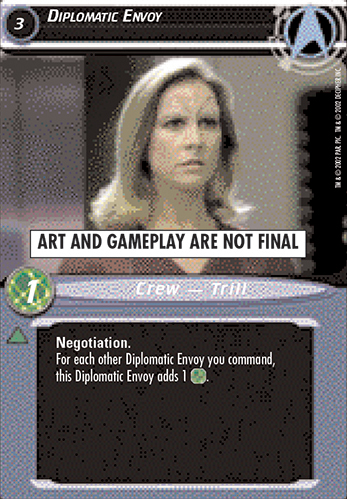 3
DIPLOMATIC ENVOY
TM & © 2002 PAR. PIC. TM & © 2002 DECIPHER INC.
ART AND GAMEPLAY ARE NOT FINAL
1
Crew — Trill
Negotiation.
For each other Diplomatic Envoy you command,
this Diplomatic Envoy adds 1 .